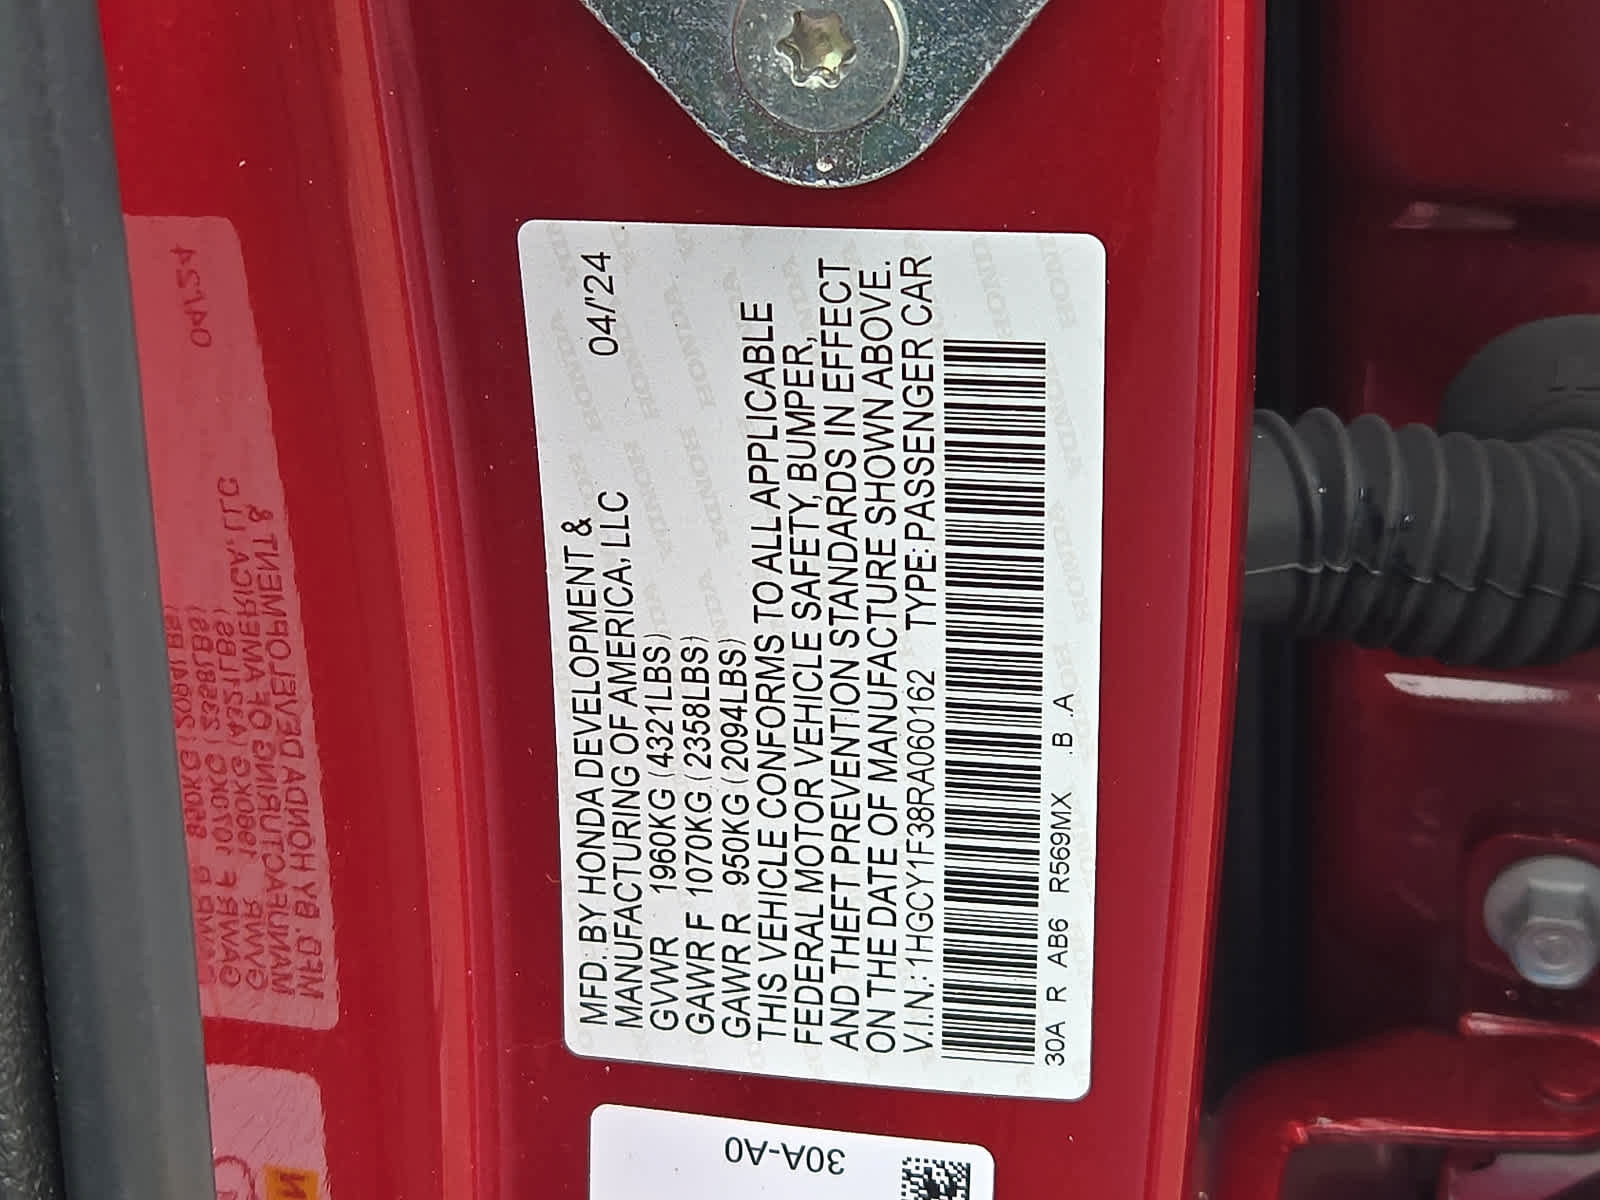 MFD. BY HONDA DEVELOPMENT &
MANUFACTURING OF AMERICA, LLC 04/'24
GVWR 1960KG (4321LBS)
GAWR F 1070KG (2358LBS)
GAWR R 950KG (2094LBS)
THIS VEHICLE CONFORMS TO ALL APPLICABLE
FEDERAL MOTOR VEHICLE SAFETY, BUMPER,
AND THEFT PREVENTION STANDARDS IN EFFECT
ON THE DATE OF MANUFACTURE SHOWN ABOVE.
V.I.N.: 1HGCY1F38RA060162 TYPE: PASSENGER CAR
30A R AB6 R569MX .B .A
30A-A0